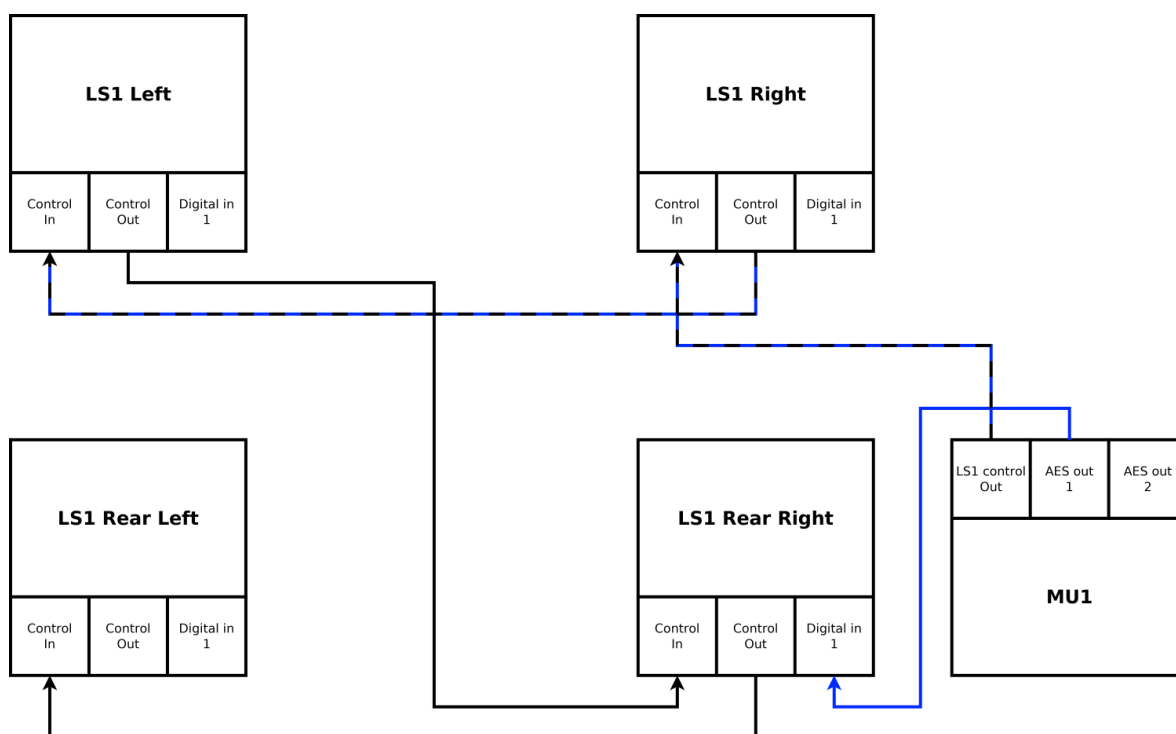 LS1 Left
Control
In
Control
Out
Digital in
1
LS1 Right
Control
In
Control
Out
Digital in
1
LS1 Rear Left
Control
In
Control
Out
Digital in
1
LS1 Rear Right
Control
In
Control
Out
Digital in
1
LS1 control
Out
AES out
1
AES out
2
MU1